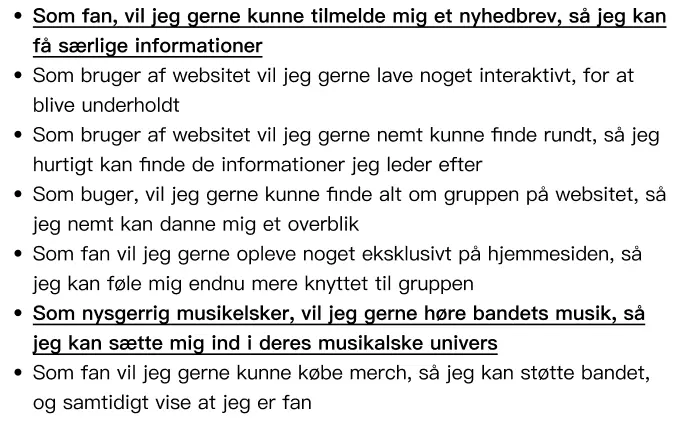 • Som fan, vil jeg gerne kunne tilmelde mig et nyhedbrev, så jeg kan
få særlige informationer
• Som bruger af websitet vil jeg gerne lave noget interaktivt, for at
blive underholdt
• Som bruger af websitet vil jeg gerne nemt kunne finde rundt, så jeg
hurtigt kan finde de informationer jeg leder efter
• Som buger, vil jeg gerne kunne finde alt om gruppen på websitet, så
jeg nemt kan danne mig et overblik
• Som fan vil jeg gerne opleve noget eksklusivt på hjemmesiden, så
jeg kan føle mig endnu mere knyttet til gruppen
• Som nysgerrig musikelsker, vil jeg gerne høre bandets musik, så
jeg kan sætte mig ind i deres musikalske univers
• Som fan vil jeg gerne kunne købe merch, så jeg kan støtte bandet,
og samtidigt vise at jeg er fan